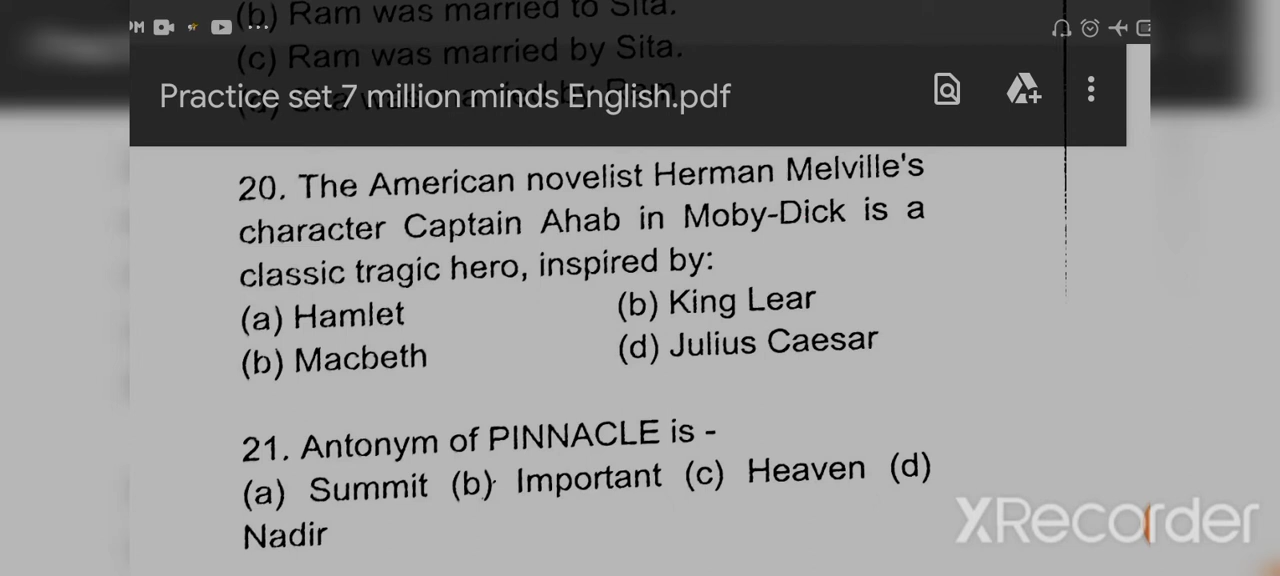 (b) Ram was married to Sita.
PM
(c) Ram was married by Sita.
Practice set 7 million minds English.pdf
20. The American novelist Herman Melville's
character Captain Ahab in Moby-Dick is a
classic tragic hero, inspired by:
(a) Hamlet (b) King Lear
(b) Macbeth (d) Julius Caesar
21. Antonym of PINNACLE is -
(a) Summit (b) Important (c) Heaven (d)
Nadir
XRecorder